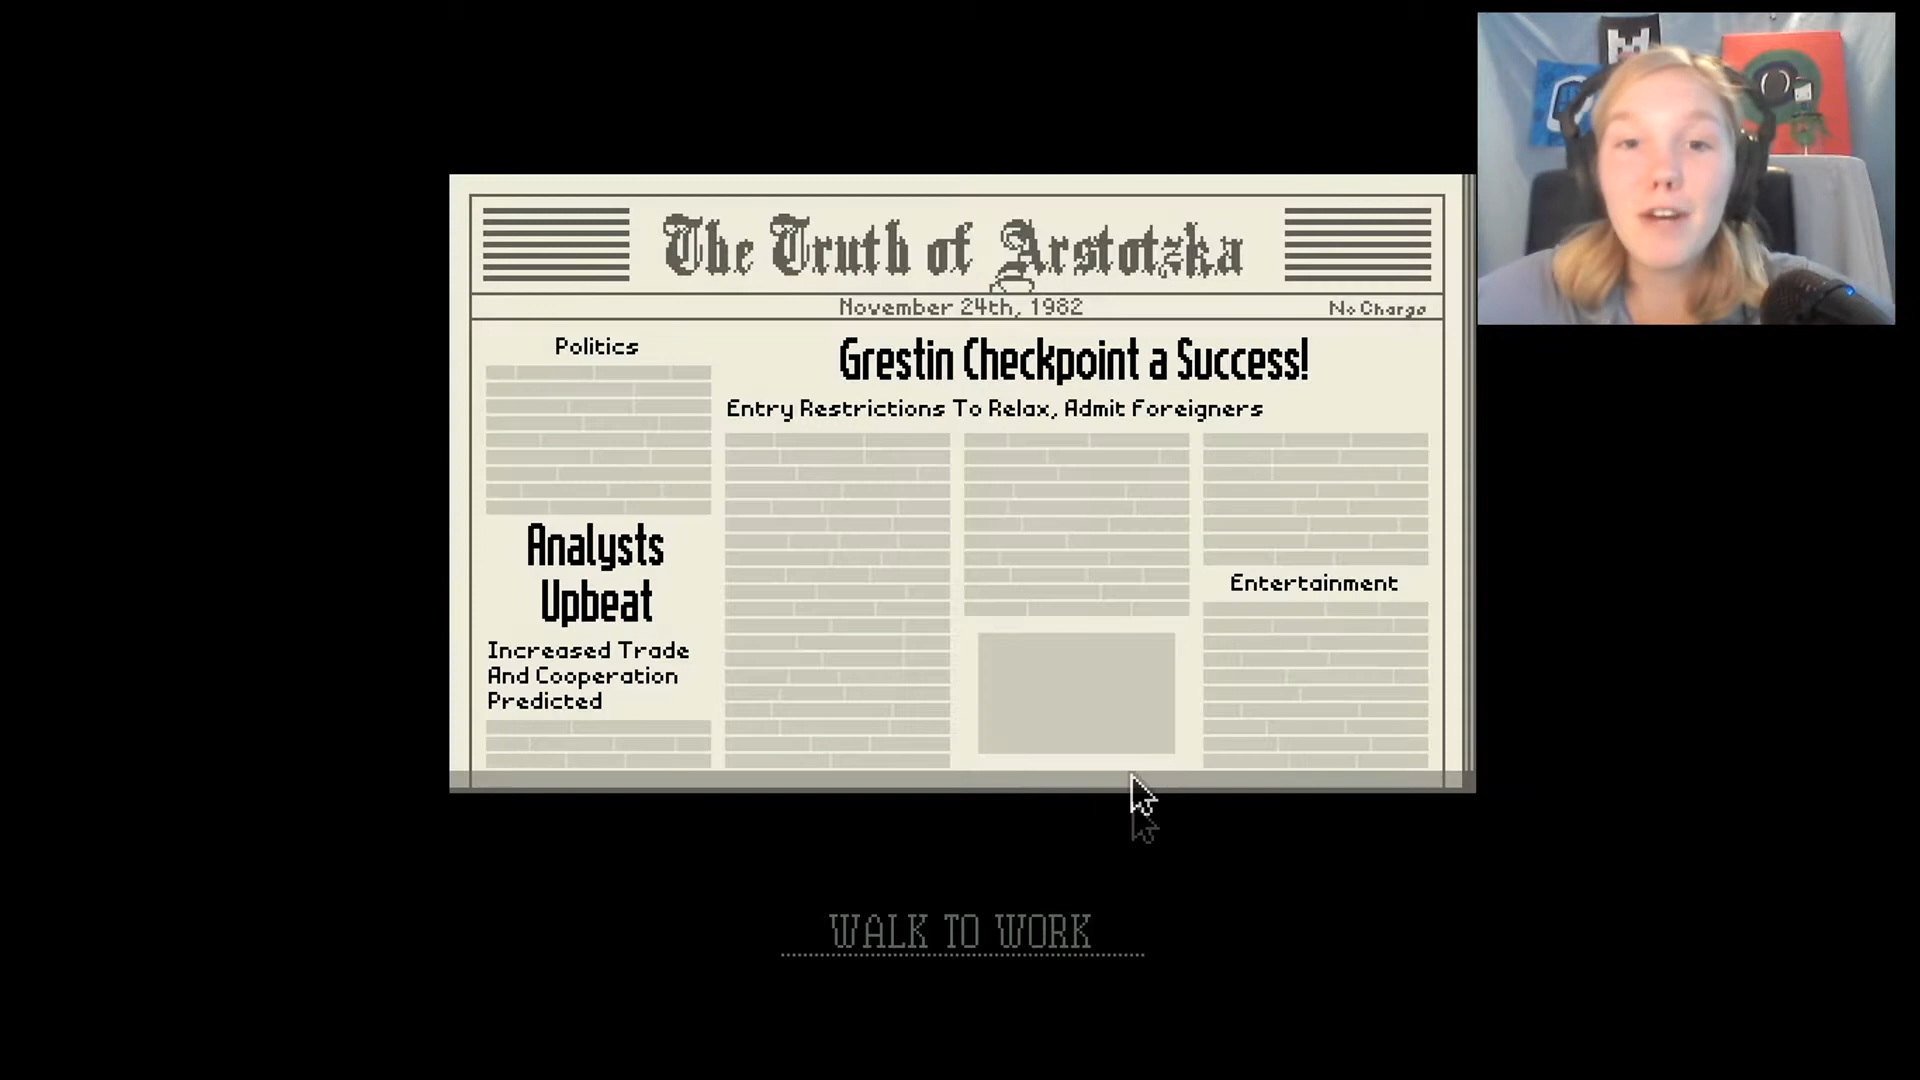 The Truth of Arstotzka
November 24th, 1982
No Charge
Politics
Analysts
Upbeat
Increased Trade
And Cooperation
Predicted
Grestin Checkpoint a Success!
Entry Restrictions To Relax, Admit Foreigners
Entertainment
WALK TO WORK